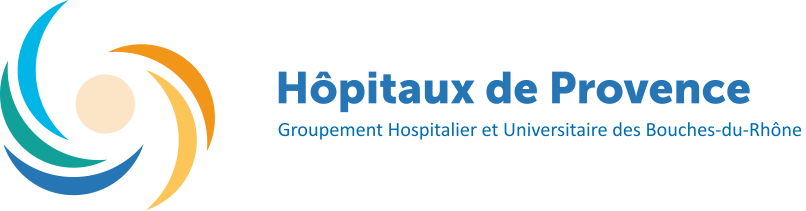 Hôpitaux de Provence
Groupement Hospitalier et Universitaire des Bouches-du-Rhône